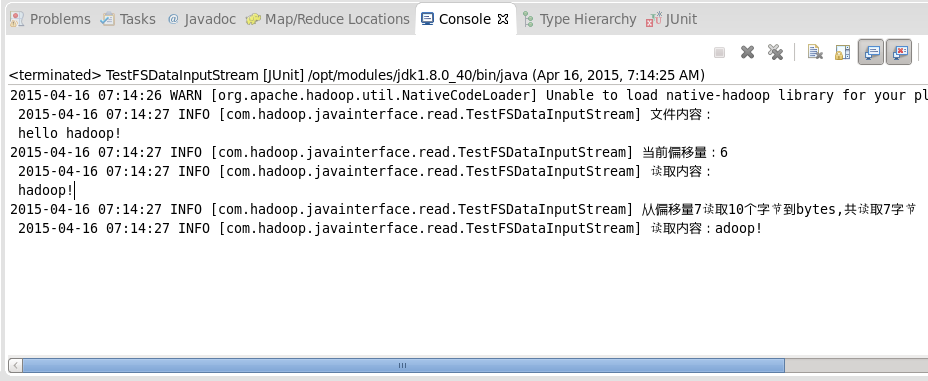 Problems Tasks @ Javadoc Map/Reduce Locations Console Type Hierarchy JUnit
<terminated> TestFSDataInputStream [JUnit] /opt/modules/jdk1.8.0_40/bin/java (Apr 16, 2015, 7:14:25 AM)
2015-04-16 07:14:26 WARN [org.apache.hadoop.util.NativeCodeLoader] Unable to load native-hadoop library for your pl
2015-04-16 07:14:27 INFO [com.hadoop.javainterface.read.TestFSDataInputStream] 文件内容：
hello hadoop!
2015-04-16 07:14:27 INFO [com.hadoop.javainterface.read.TestFSDataInputStream] 当前偏移量：6
2015-04-16 07:14:27 INFO [com.hadoop.javainterface.read.TestFSDataInputStream] 读取内容：
hadoop!
2015-04-16 07:14:27 INFO [com.hadoop.javainterface.read.TestFSDataInputStream] 从偏移量7读取10个字节到bytes,共读取7字节
2015-04-16 07:14:27 INFO [com.hadoop.javainterface.read.TestFSDataInputStream] 读取内容：adoop!